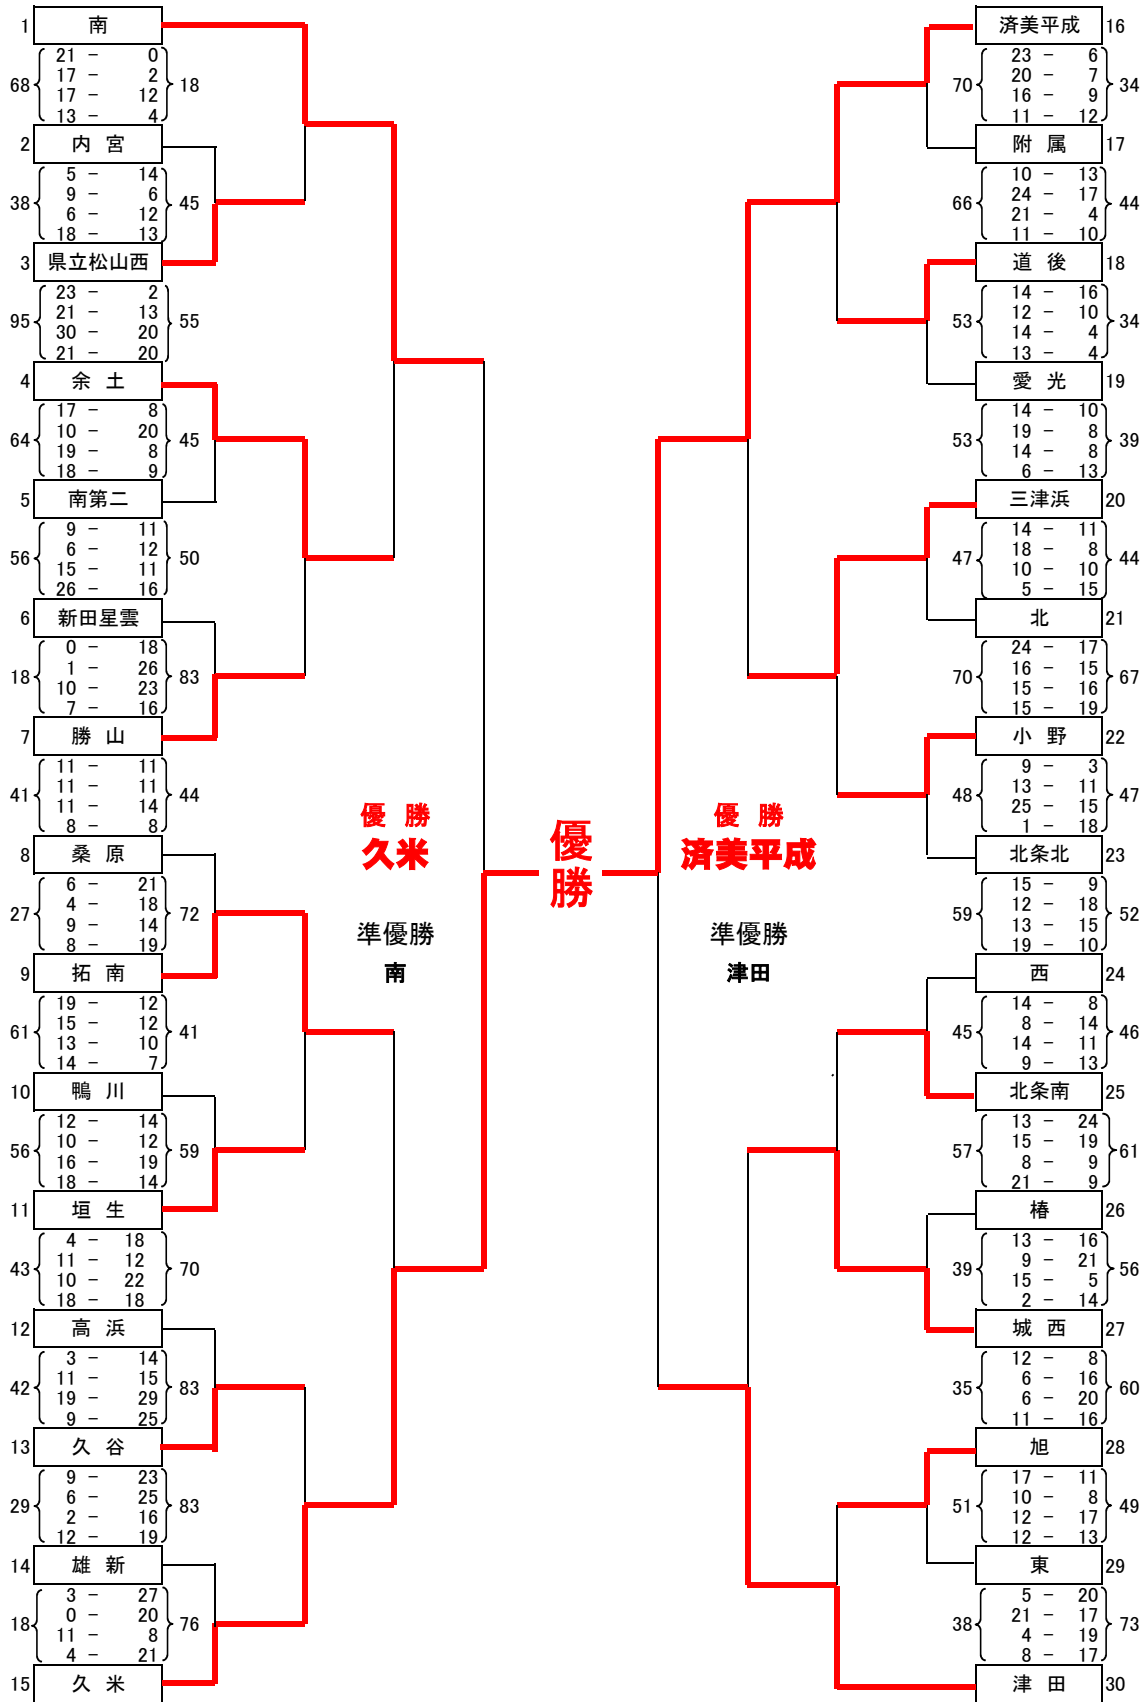 1 南
68 21 - 0 18
17 - 2
17 - 12
13 - 4
2 内 宮
38 5 - 14 45
9 - 6
6 - 12
18 - 13
3 県立松山西
95 23 - 2 55
21 - 13
30 - 20
21 - 20
4 余 土
64 17 - 8 45
10 - 20
19 - 8
18 - 9
5 南第二
56 9 - 11 50
6 - 12
15 - 11
26 - 16
6 新田星雲
18 0 - 18 83
1 - 26
10 - 23
7 - 16
7 勝 山
41 11 - 11 44
11 - 11
11 - 14
8 - 8
8 桑 原
27 6 - 21 72
4 - 18
9 - 14
8 - 19
9 拓 南
61 19 - 12 41
15 - 12
13 - 10
14 - 7
10 鴨 川
56 12 - 14 59
10 - 12
16 - 19
18 - 14
11 垣 生
43 4 - 18 70
11 - 12
10 - 22
18 - 18
12 高 浜
42 3 - 14 83
11 - 15
19 - 29
9 - 25
13 久 谷
29 9 - 23 83
6 - 25
2 - 16
12 - 19
14 雄 新
18 3 - 27 76
0 - 20
11 - 8
4 - 21
15 久 米
優 勝
久米
準優勝
南
優勝
優 勝
済美平成
準優勝
津田
済美平成 16
70 23 - 6 34
20 - 7
16 - 9
11 - 12
附 属 17
66 10 - 13 44
24 - 17
21 - 4
11 - 10
道 後 18
53 14 - 16 34
12 - 10
14 - 4
13 - 4
愛 光 19
53 14 - 10 39
19 - 8
14 - 8
6 - 13
三津浜 20
47 14 - 11 44
18 - 8
10 - 10
5 - 15
北 21
70 24 - 17 67
16 - 15
15 - 16
15 - 19
小 野 22
48 9 - 3 47
13 - 11
25 - 15
1 - 18
北条北 23
59 15 - 9 52
12 - 18
13 - 15
19 - 10
西 24
45 14 - 8 46
8 - 14
14 - 11
9 - 13
北条南 25
57 13 - 24 61
15 - 19
8 - 9
21 - 9
椿 26
39 13 - 16 56
9 - 21
15 - 5
2 - 14
城 西 27
35 12 - 8 60
6 - 16
6 - 20
11 - 16
旭 28
51 17 - 11 49
10 - 8
12 - 17
12 - 13
東 29
38 5 - 20 73
21 - 17
4 - 19
8 - 17
津 田 30